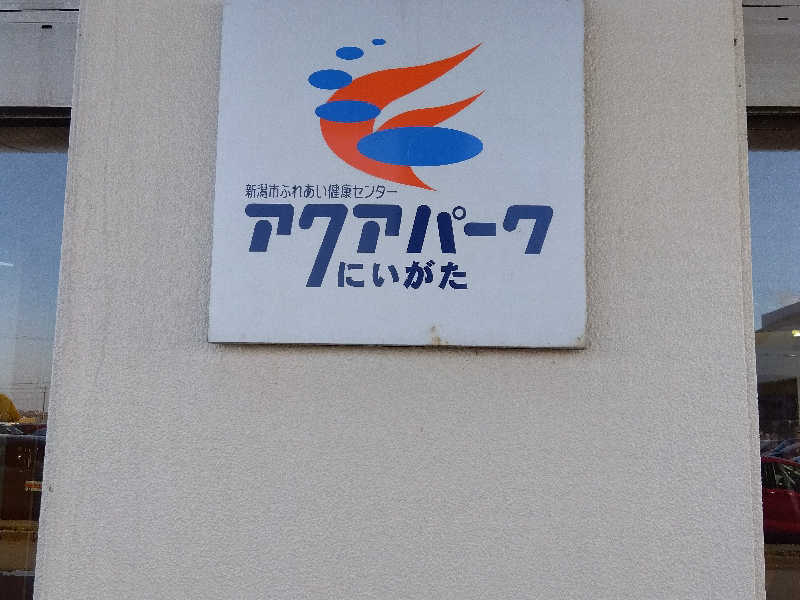 新潟市ふれあい健康センター
アクアパーク
にいがた